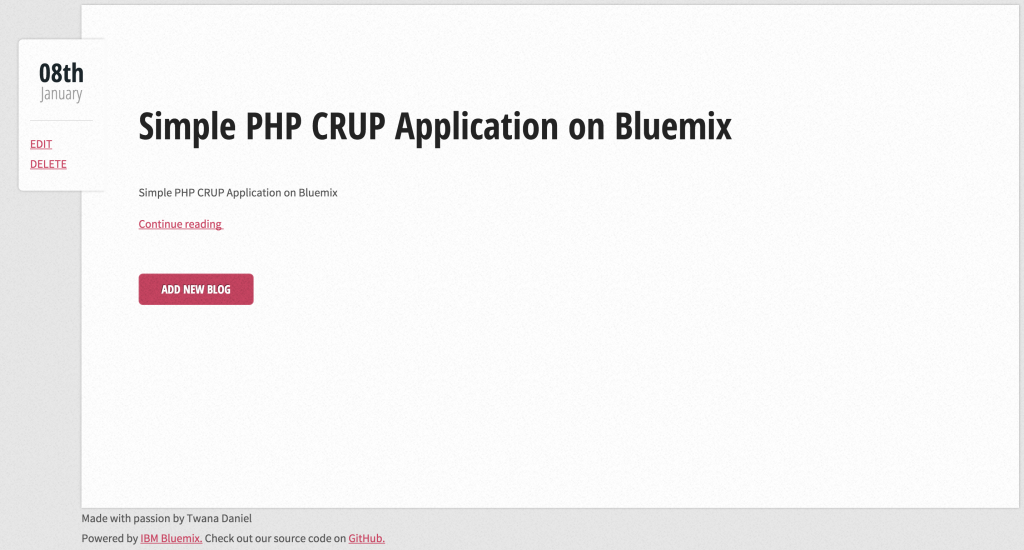 08th
January
EDIT
DELETE
Simple PHP CRUP Application on Bluemix
Simple PHP CRUP Application on Bluemix
Continue reading
ADD NEW BLOG
Made with passion by Twana Daniel
Powered by IBM Bluemix. Check out our source code on GitHub.